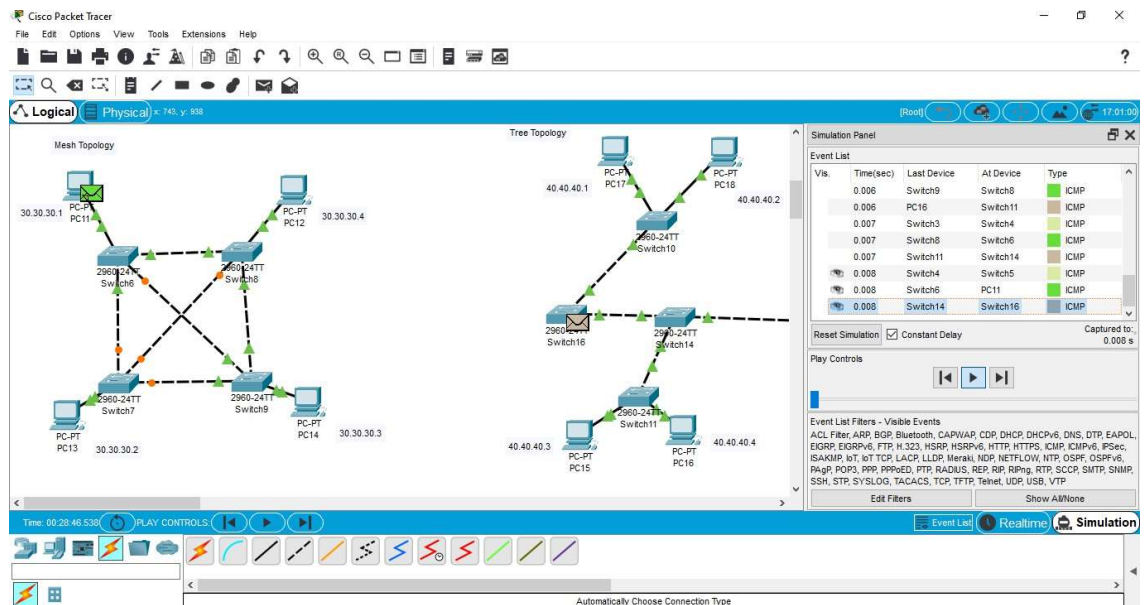 Cisco Packet Tracer
File Edit Options View Tools Extensions Help
?
Logical
Physical
x: 743, y: 938
[Root]
17:01:00
Mesh Topology
PC-PT
PC11
30.30.30.1
PC-PT
PC12
30.30.30.4
2960-24TT
Switch6
2960-24TT
Switch8
2960-24TT
Switch7
2960-24TT
Switch9
PC-PT
PC13
30.30.30.2
PC-PT
PC14
30.30.30.3
Tree Topology
PC-PT
PC17
40.40.40.1
PC-PT
PC18
40.40.40.2
2960-24TT
Switch10
2960-24TT
Switch16
2960-24TT
Switch14
2960-24TT
Switch11
40.40.40.3
PC-PT
PC15
PC-PT
PC16
40.40.40.4
Simulation Panel
Event List
Vis. Time(sec) Last Device At Device Type
0.006 Switch9 Switch8 ICMP
0.006 PC16 Switch11 ICMP
0.007 Switch3 Switch4 ICMP
0.007 Switch8 Switch6 ICMP
0.007 Switch11 Switch14 ICMP
0.008 Switch4 Switch5 ICMP
0.008 Switch6 PC11 ICMP
0.008 Switch14 Switch16 ICMP
Reset Simulation Constant Delay
Captured to:
0.008 s
Play Controls
Event List Filters - Visible Events
ACL Filter, ARP, BGP, Bluetooth, CAPWAP, CDP, DHCP, DHCPv6, DNS, DTP, EAPOL,
EIGRP, EIGRPv6, FTP, H.323, HSRP, HSRPv6, HTTP, HTTPS, ICMP, ICMPv6, IPSec,
ISAKMP, IoT, IoT TCP, LACP, LLDP, Meraki, NDP, NETFLOW, NTP, OSPF, OSPFv6,
PAgP, POP3, PPP, PPPoED, PTP, RADIUS, REP, RIP, RIPng, RTP, SCCP, SMTP, SNMP,
SSH, STP, SYSLOG, TACACS, TCP, TFTP, Telnet, UDP, USB, VTP
Edit Filters
Show All/None
Time: 00:28:46.538
PLAY CONTROLS:
Event List
Realtime
Simulation
Automatically Choose Connection Type